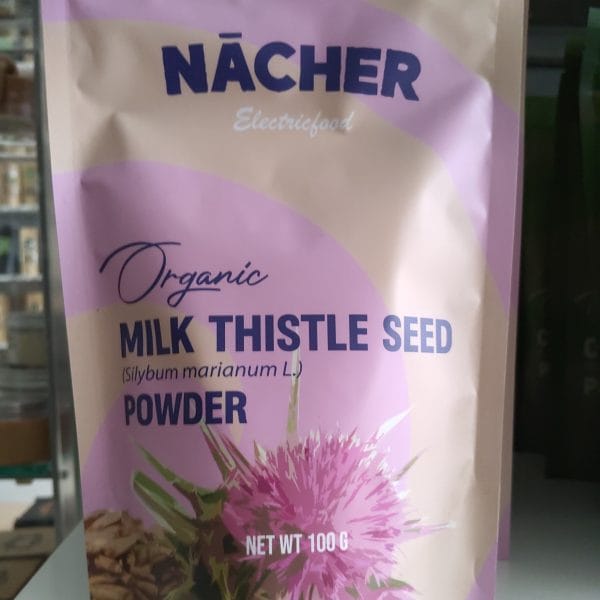 NĀCHER
Electricfood
Organic
MILK THISTLE SEED
(Silybum marianum L.)
POWDER
NET WT 100 G